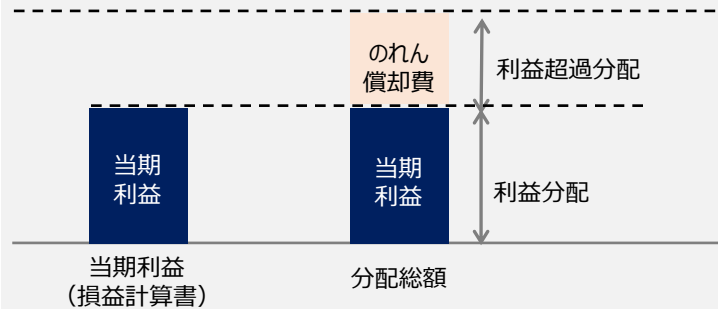 のれん
償却費
利益超過分配
当期
利益
当期
利益
利益分配
当期利益
（損益計算書）
分配総額